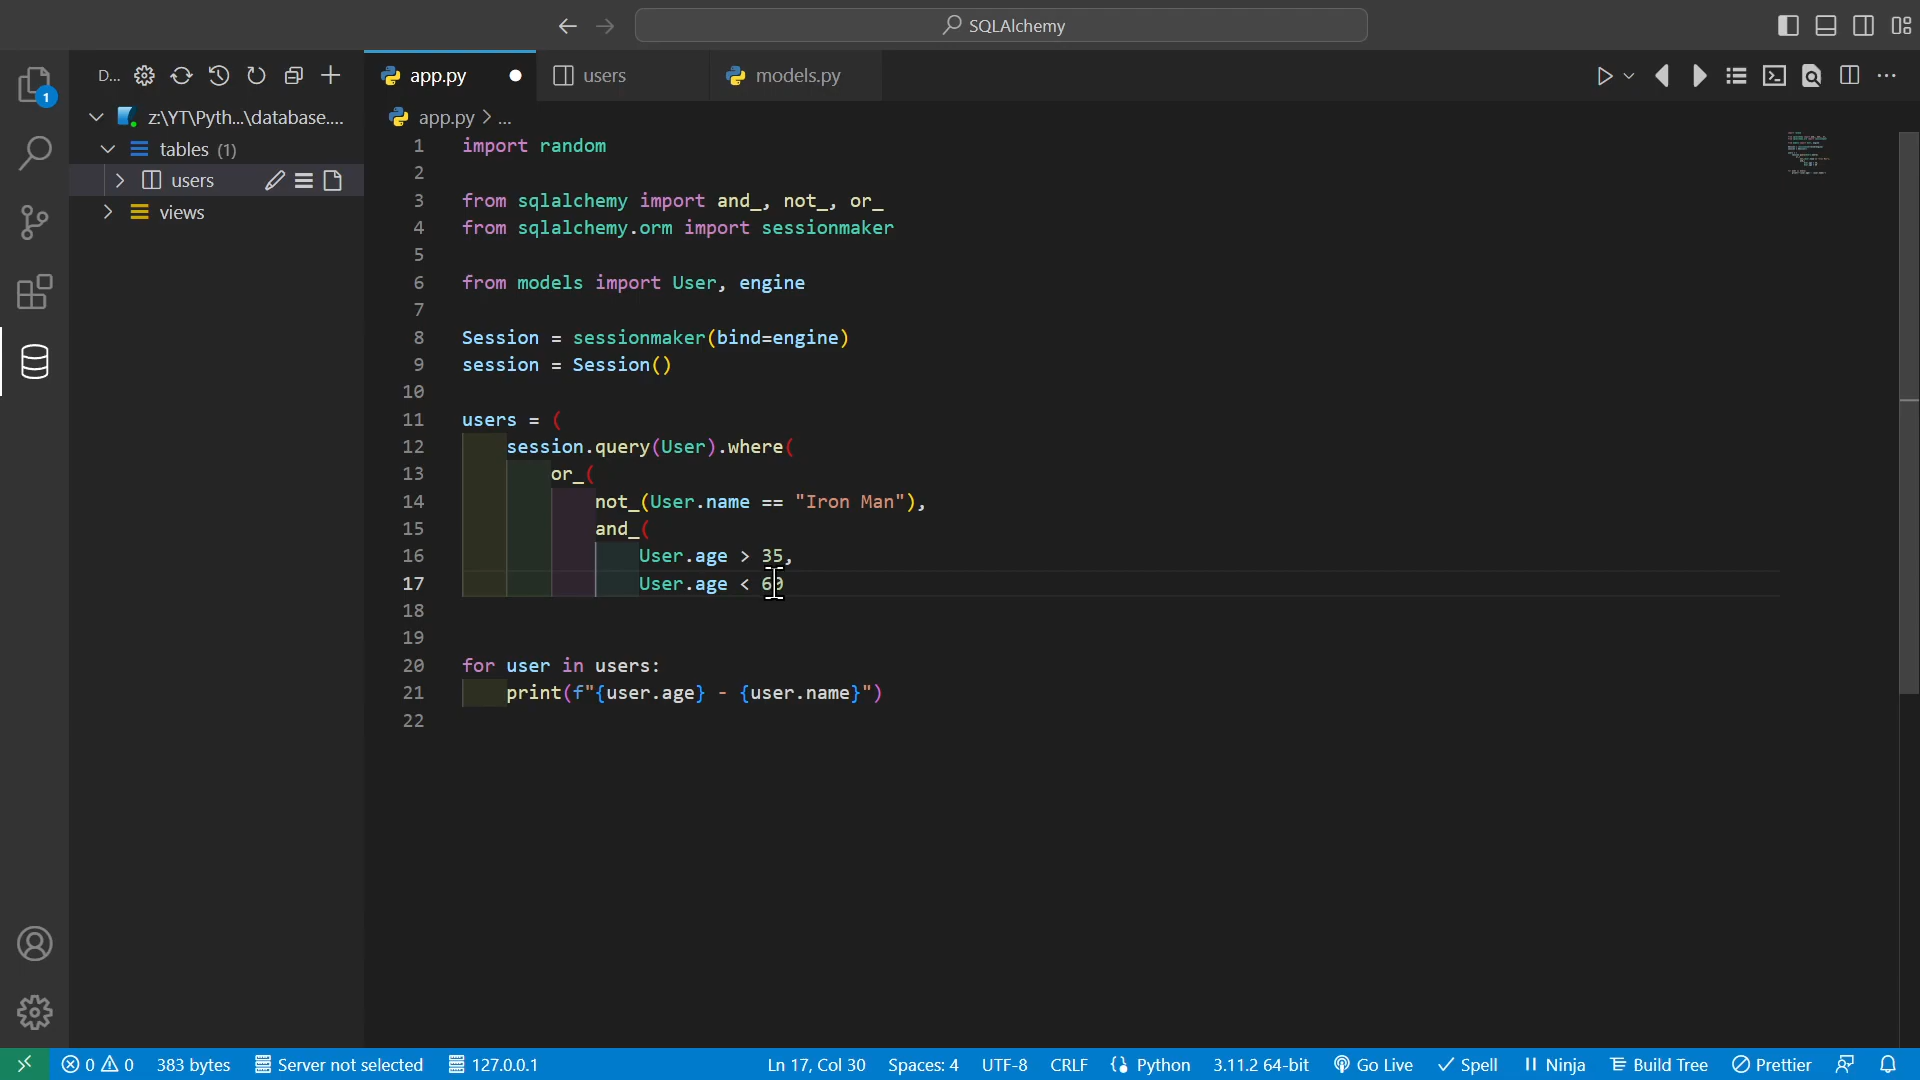 SQLAlchemy
D...
app.py
users
models.py
1
z:\YT\Pyth...\database....
app.py > ...
tables (1)
users
views
1 import random
2
3 from sqlalchemy import and_, not_, or_
4 from sqlalchemy.orm import sessionmaker
5
6 from models import User, engine
7
8 Session = sessionmaker(bind=engine)
9 session = Session()
10
11 users = (
12 session.query(User).where(
13 or_(
14 not_(User.name == "Iron Man"),
15 and_(
16 User.age > 35,
17 User.age < 60
18
19
20 for user in users:
21 print(f"{user.age} - {user.name}")
22
0 0 383 bytes Server not selected 127.0.0.1 Ln 17, Col 30 Spaces: 4 UTF-8 CRLF Python 3.11.2 64-bit Go Live Spell Ninja Build Tree Prettier